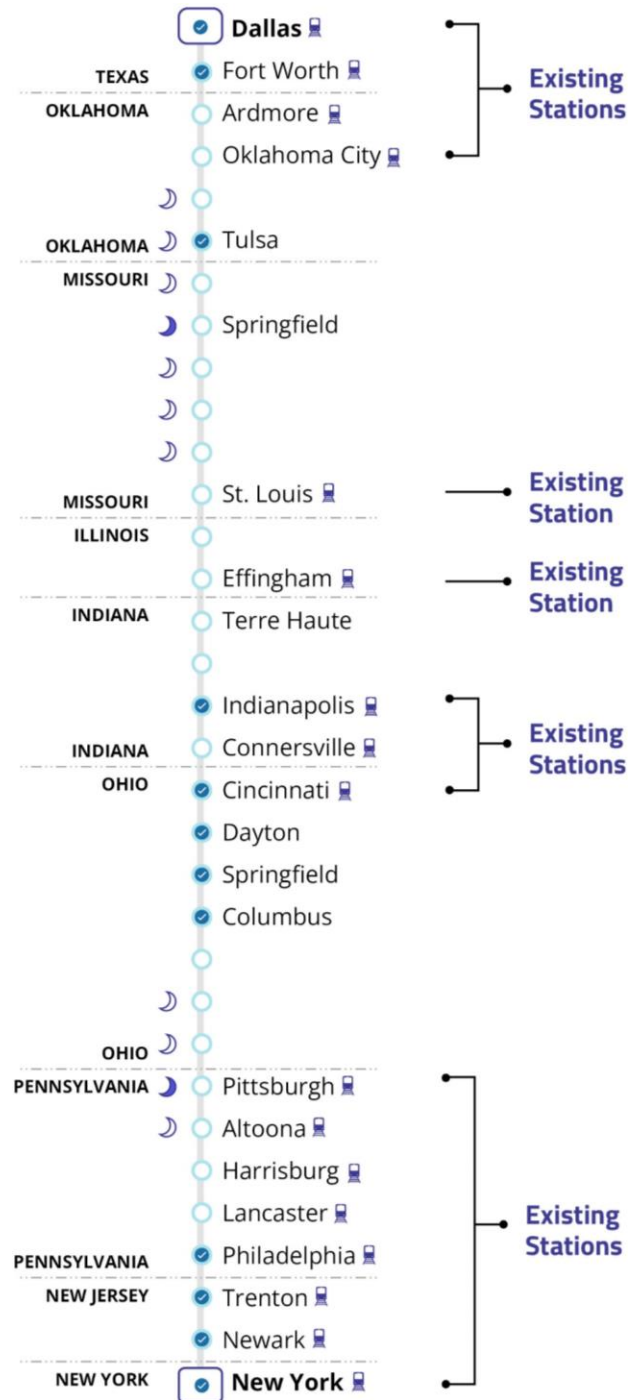 Dallas
Fort Worth
TEXAS
Existing
Stations
OKLAHOMA
Ardmore
Oklahoma City
OKLAHOMA
Tulsa
MISSOURI
Springfield
MISSOURI
St. Louis
Existing
Station
ILLINOIS
Effingham
Existing
Station
INDIANA
Terre Haute
Indianapolis
INDIANA
Connersville
Existing
Stations
OHIO
Cincinnati
Dayton
Springfield
Columbus
OHIO
PENNSYLVANIA
Pittsburgh
Altoona
Harrisburg
Lancaster
Existing
Stations
PENNSYLVANIA
Philadelphia
NEW JERSEY
Trenton
Newark
NEW YORK
New York